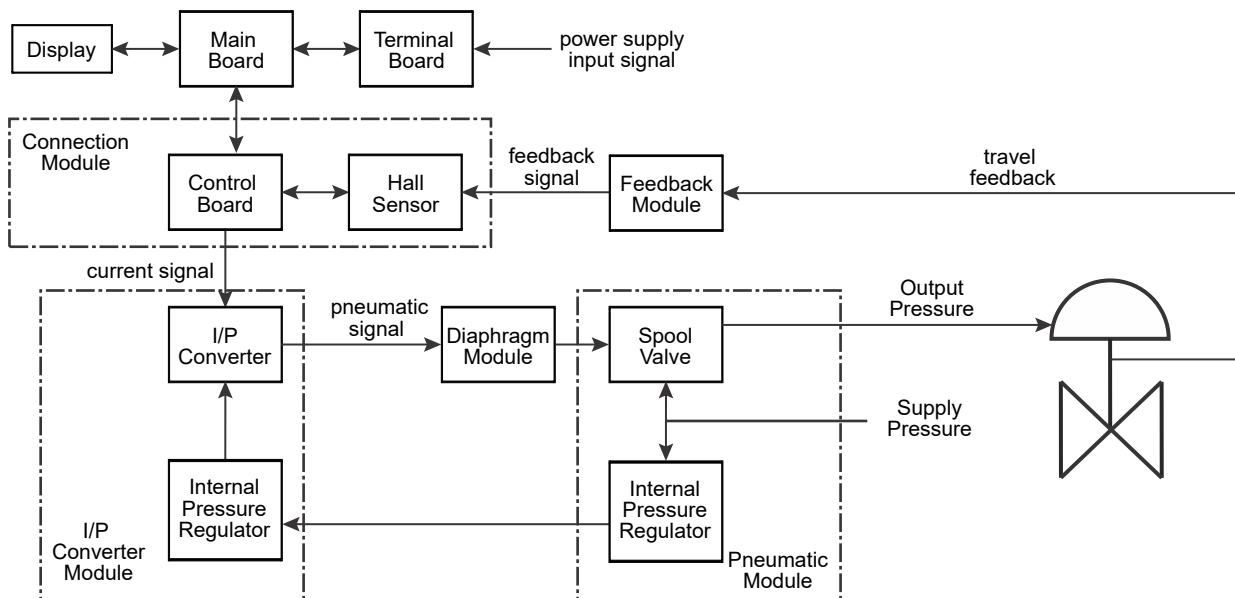 Display
Main
Board
Terminal
Board
power supply
input signal
Connection
Module
Control
Board
Hall
Sensor
feedback
signal
Feedback
Module
travel
feedback
current signal
I/P
Converter
pneumatic
signal
Diaphragm
Module
Spool
Valve
Output
Pressure
Supply
Pressure
Internal
Pressure
Regulator
I/P
Converter
Module
Internal
Pressure
Regulator
Pneumatic
Module